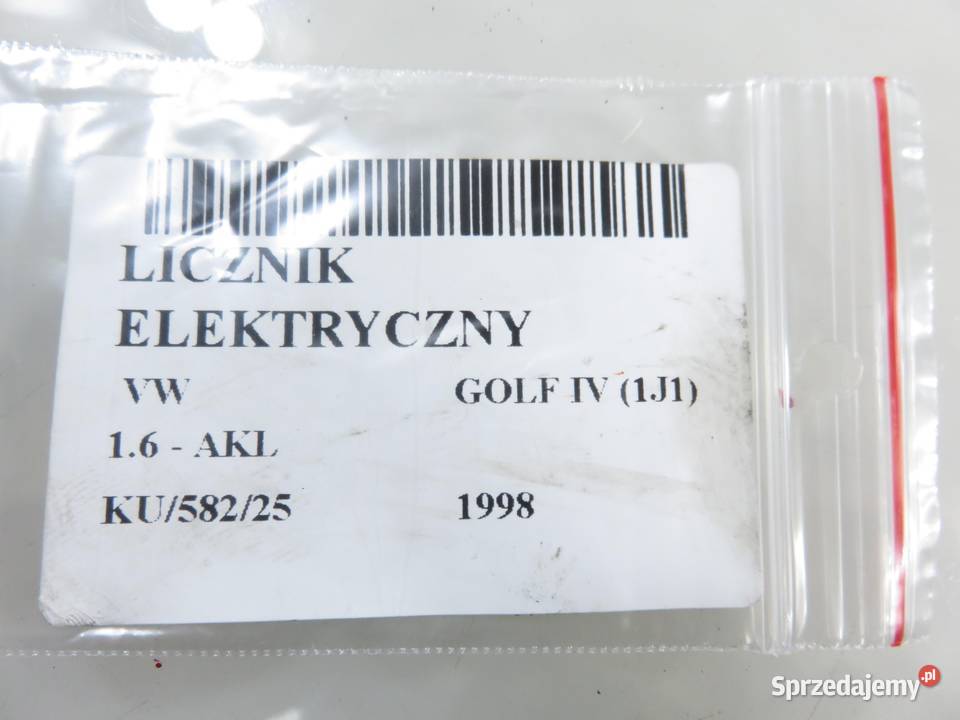 LICZNIK
ELEKTRYCZNY
VW GOLF IV (1J1)
1.6 - AKL
KU/582/25 1998
Sprzedajemy.pl